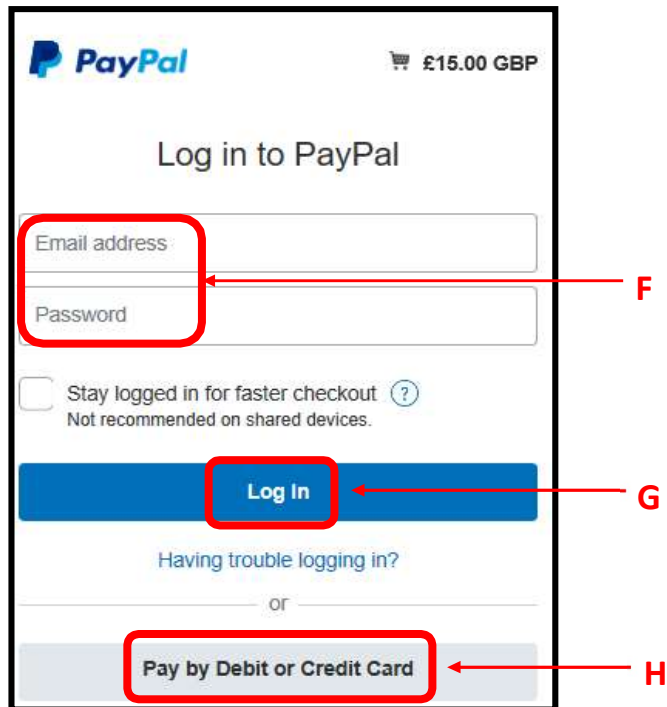 PayPal £15.00 GBP
Log in to PayPal
Email address
F
Password
Stay logged in for faster checkout ?
Not recommended on shared devices.
Log In
G
Having trouble logging in?
or
Pay by Debit or Credit Card
H